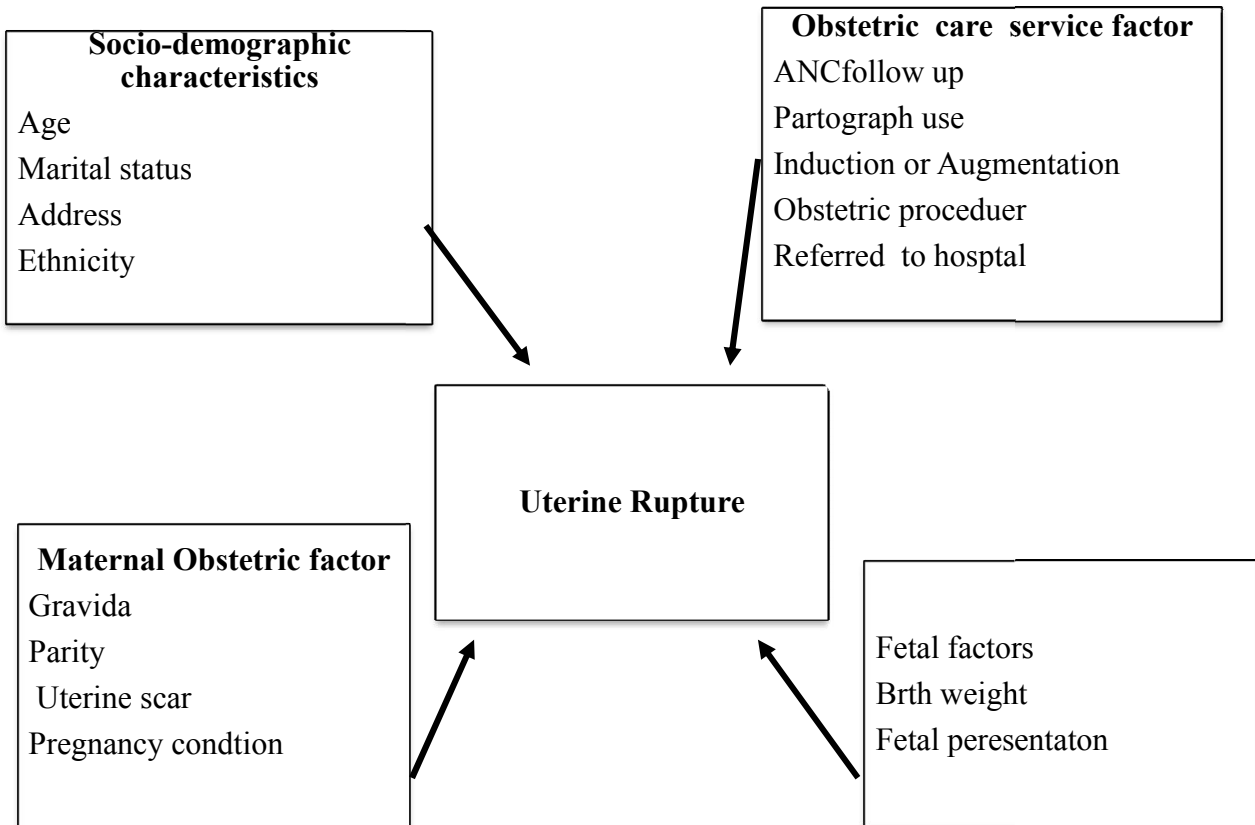 Socio-demographic
characteristics
Age
Marital status
Address
Ethnicity
Obstetric care service factor
ANCfollow up
Partograph use
Induction or Augmentation
Obstetric proceduer
Referred to hosptal
Uterine Rupture
Maternal Obstetric factor
Gravida
Parity
Uterine scar
Pregnancy condtion
Fetal factors
Brth weight
Fetal peresentaton